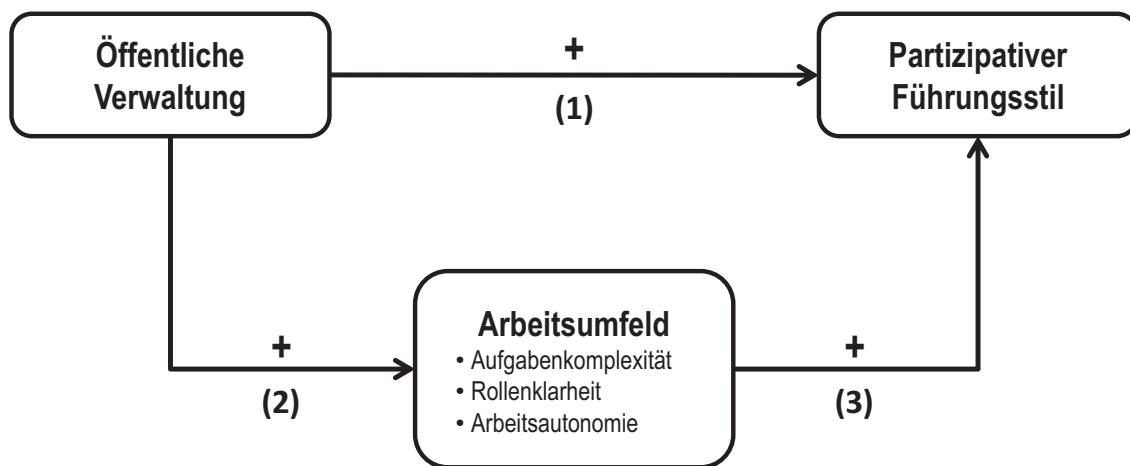 Öffentliche
Verwaltung
+
(1)
Partizipativer
Führungsstil
+
(2)
Arbeitsumfeld
• Aufgabenkomplexität
• Rollenklarheit
• Arbeitsautonomie
+
(3)